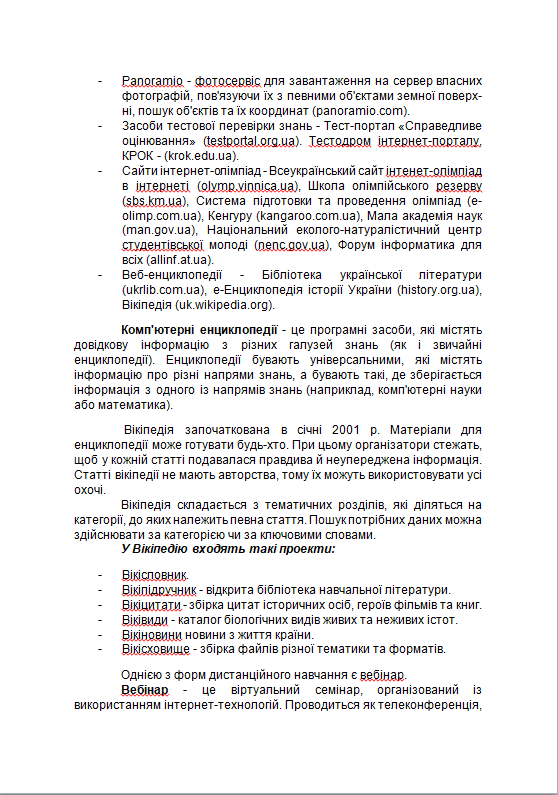 - Panoramio - фотосервіс для завантаження на сервер власних
фотографій, пов'язуючи їх з певними об'єктами земної поверх-
ні, пошук об'єктів та їх координат (panoramio.com).
- Засоби тестової перевірки знань - Тест-портал «Справедливе
оцінювання» (testportal.org.ua). Тестодром інтернет-порталу,
КРОК - (krok.edu.ua).
- Сайти інтернет-олімпіад - Всеукраїнський сайт інтенет-олімпіад
в інтернеті (olymp.vinnica.ua), Школа олімпійського резерву
(sbs.km.ua), Система підготовки та проведення олімпіад (e-
olimp.com.ua), Кенгуру (kangaroo.com.ua), Мала академія наук
(man.gov.ua), Національний еколого-натуралістичний центр
студентівської молоді (nenc.gov.ua), Форум інформатика для
всіх (allinf.at.ua).
- Веб-енциклопедії - Бібліотека української літератури
(ukrlib.com.ua), е-Енциклопедія історії України (history.org.ua),
Вікіпедія (uk.wikipedia.org).
Комп'ютерні енциклопедії - це програмні засоби, які містять
довідкову інформацію з різних галузей знань (як і звичайні
енциклопедії). Енциклопедії бувають універсальними, які містять
інформацію про різні напрями знань, а бувають такі, де зберігається
інформація з одного із напрямів знань (наприклад, комп'ютерні науки
або математика).
Вікіпедія започаткована в січні 2001 р. Матеріали для
енциклопедії може готувати будь-хто. При цьому організатори стежать,
щоб у кожній статті подавалася правдива й неупереджена інформація.
Статті вікіпедії не мають авторства, тому їх можуть використовувати усі
охочі.
Вікіпедія складається з тематичних розділів, які діляться на
категорії, до яких належить певна стаття. Пошук потрібних даних можна
здійснювати за категорією чи за ключовими словами.
У Вікіпедію входять такі проекти:
- Вікісловник.
- Вікілідручник - відкрита бібліотека навчальної літератури.
- Вікіцитати - збірка цитат історичних осіб, героїв фільмів та книг.
- Віківиди - каталог біологічних видів живих та неживих істот.
- Вікіновини новини з життя країни.
- Вікісховище - збірка файлів різної тематики та форматів.
Однією з форм дистанційного навчання є вебінар.
Вебінар - це віртуальний семінар, організований із
використанням інтернет-технологій. Проводиться як телеконференція,